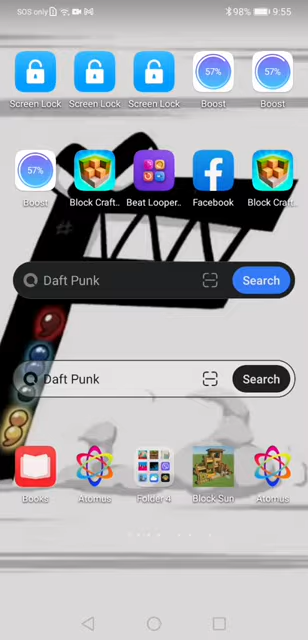 SOS only 98% 9:55
Screen Lock Screen Lock Screen Lock Boost Boost
57% 57%
57%
Boost Block Craft.. Beat Looper.. Facebook Block Craft..
Daft Punk Search
Daft Punk Search
Books Atomus Folder 4 Block Sun Atomus